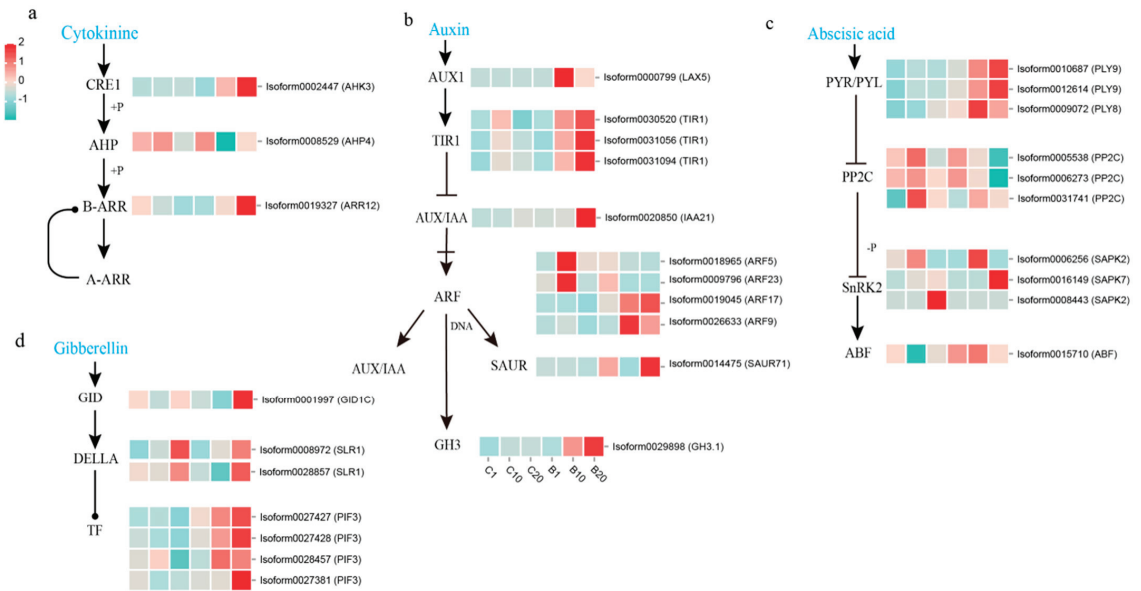 a
Cytokinine
2
1
0
-1
CRE1
Isoform0002447 (AHK3)
+P
AHP
Isoform0008529 (AHP4)
+P
B-ARR
Isoform0019327 (ARR12)
A-ARR
b
Auxin
AUX1
Isoform0000799 (LAX5)
TIR1
Isoform0030520 (TIR1)
Isoform0031056 (TIR1)
Isoform0031094 (TIR1)
AUX/IAA
Isoform0020850 (IAA21)
ARF
Isoform0018965 (ARF5)
Isoform0009796 (ARF23)
Isoform0019045 (ARF17)
Isoform0026633 (ARF9)
DNA
AUX/IAA
SAUR
Isoform0014475 (SAUR71)
GH3
Isoform0029898 (GH3.1)
C1
C10
C20
B1
B10
B20
c
Abscisic acid
PYR/PYL
Isoform0010687 (PLY9)
Isoform0012614 (PLY9)
Isoform0009072 (PLY8)
PP2C
Isoform0005538 (PP2C)
Isoform0006273 (PP2C)
Isoform0031741 (PP2C)
-P
SnRK2
Isoform0006256 (SAPK2)
Isoform0016149 (SAPK7)
Isoform0008443 (SAPK2)
ABF
Isoform0015710 (ABF)
d
Gibberellin
GID
Isoform0001997 (GID1C)
DELLA
Isoform0008972 (SLR1)
Isoform0028857 (SLR1)
TF
Isoform0027427 (PIF3)
Isoform0027428 (PIF3)
Isoform0028457 (PIF3)
Isoform0027381 (PIF3)